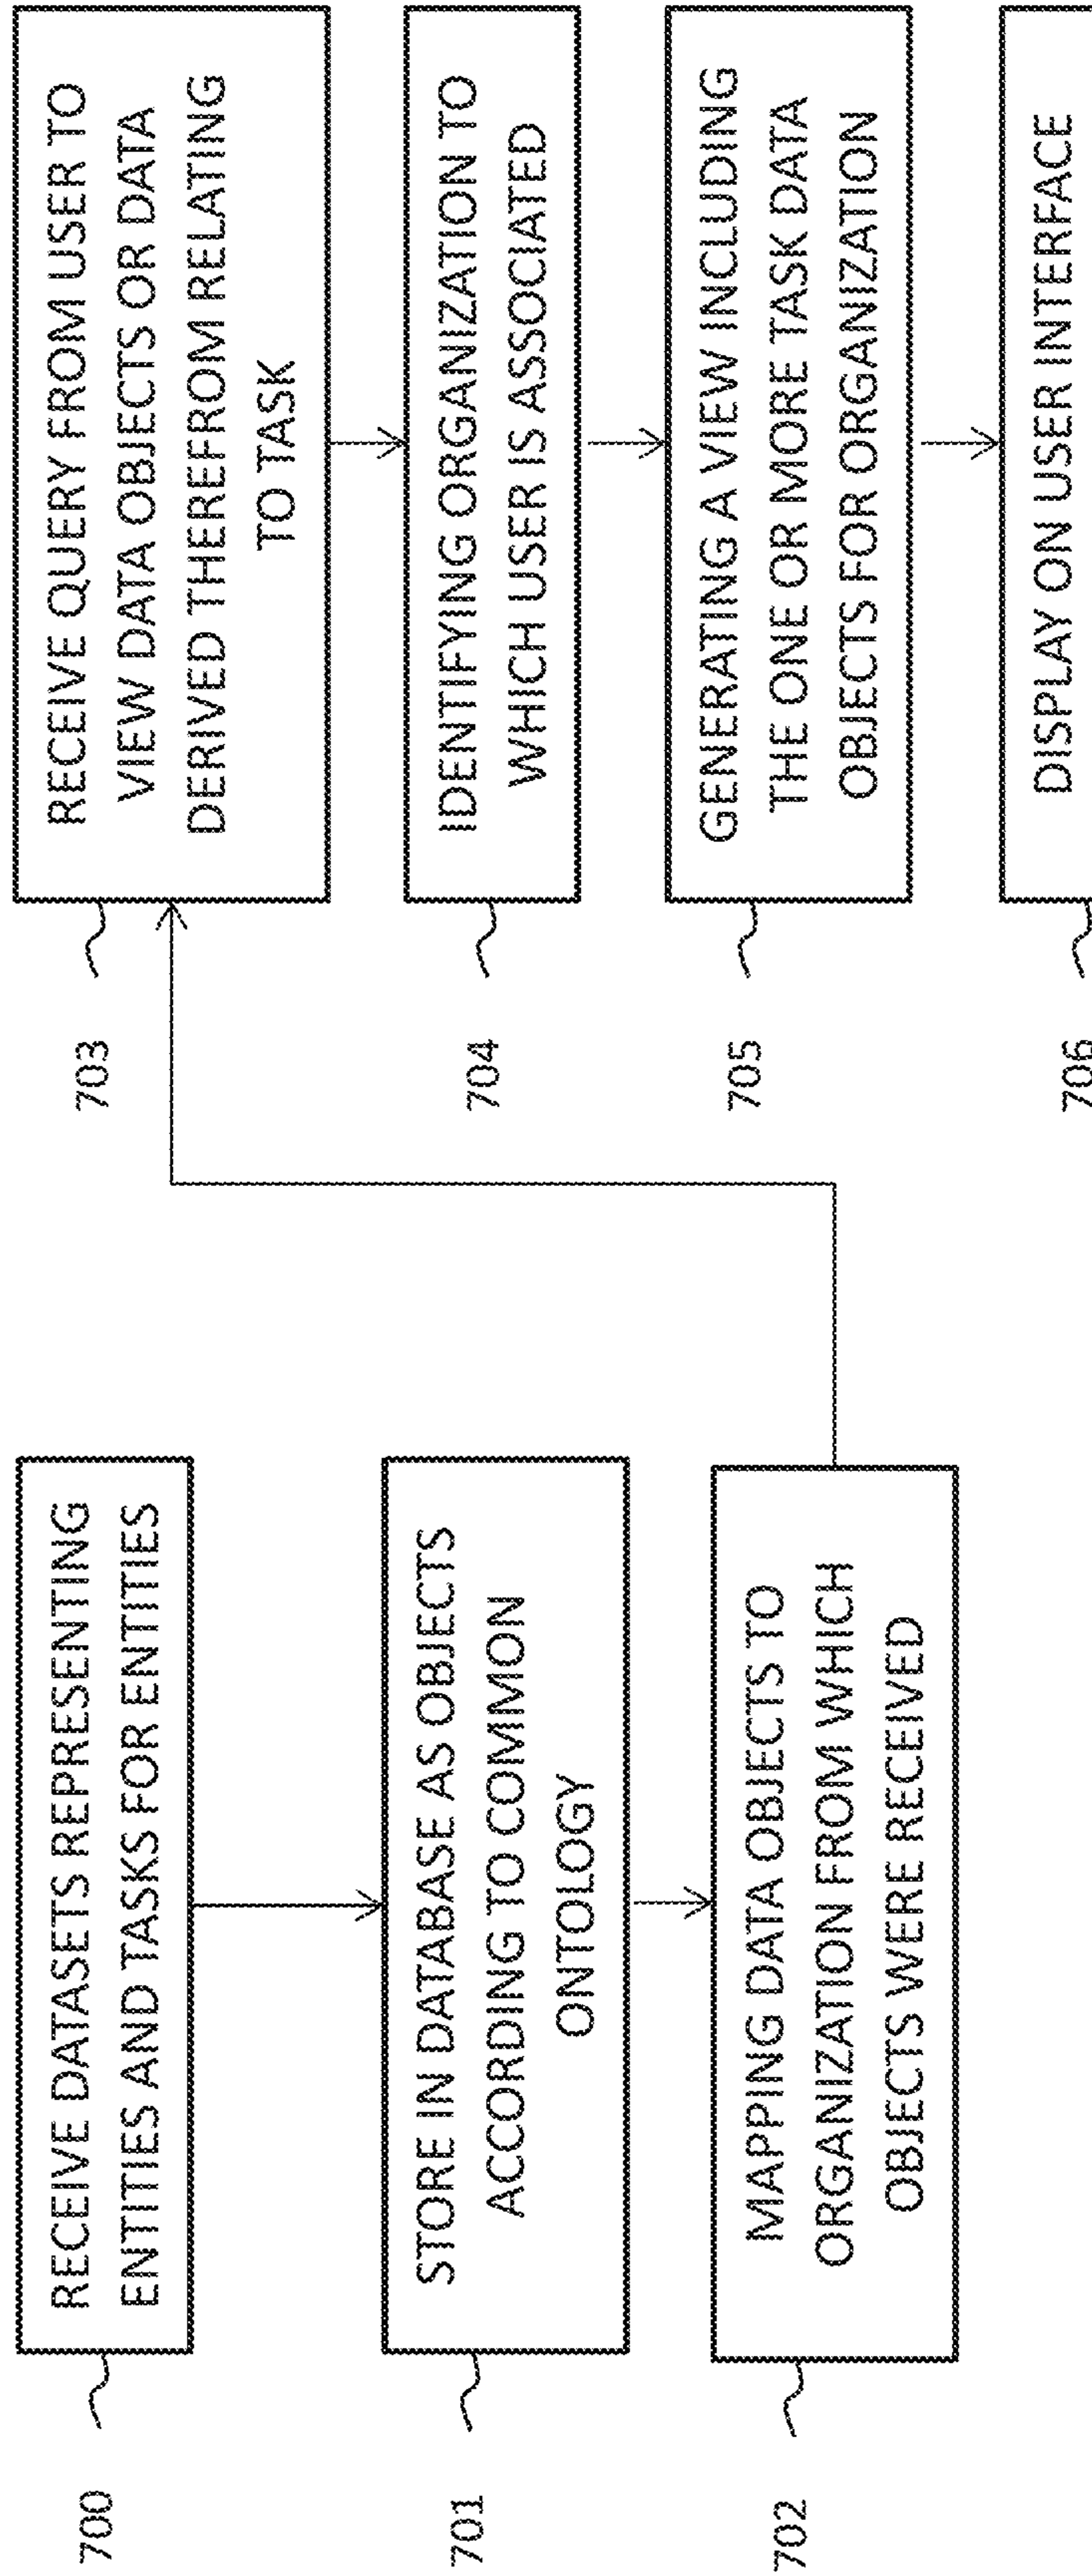 700
RECEIVE DATASETS REPRESENTING
ENTITIES AND TASKS FOR ENTITIES
701
STORE IN DATABASE AS OBJECTS
ACCORDING TO COMMON
ONTOLOGY
702
MAPPING DATA OBJECTS TO
ORGANIZATION FROM WHICH
OBJECTS WERE RECEIVED
703
RECEIVE QUERY FROM USER TO
VIEW DATA OBJECTS OR DATA
DERIVED THEREFROM RELATING
TO TASK
704
IDENTIFYING ORGANIZATION TO
WHICH USER IS ASSOCIATED
705
GENERATING A VIEW INCLUDING
THE ONE OR MORE TASK DATA
OBJECTS FOR ORGANIZATION
706
DISPLAY ON USER INTERFACE